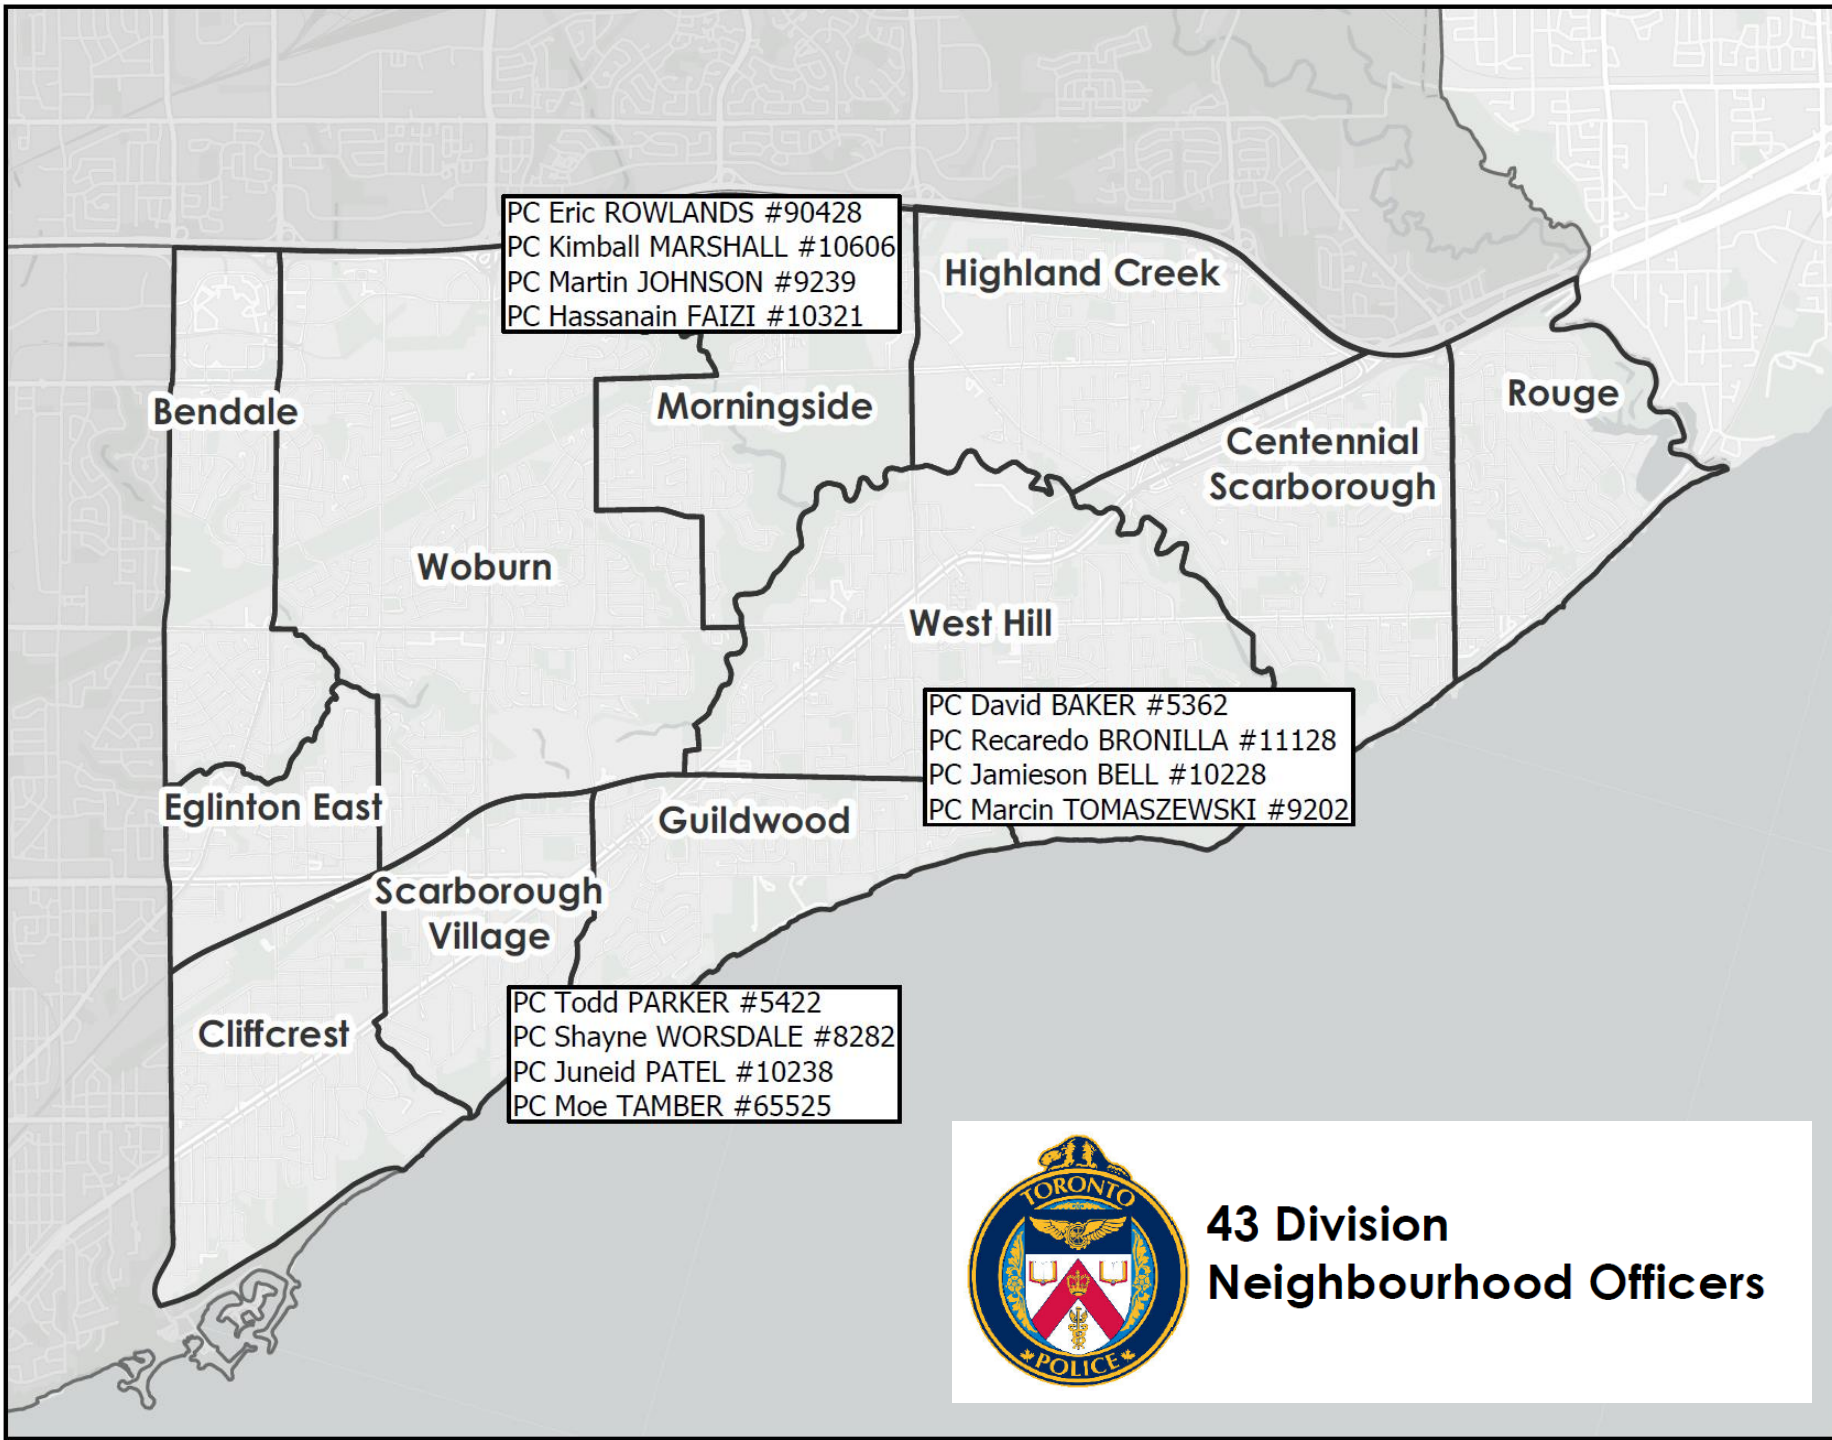 PC Eric ROWLANDS #90428
PC Kimball MARSHALL #10606
PC Martin JOHNSON #9239
PC Hassanain FAIZI #10321
Highland Creek
Bendale
Morningside
Rouge
Centennial
Scarborough
Woburn
West Hill
PC David BAKER #5362
PC Recaredo BRONILLA #11128
PC Jamieson BELL #10228
PC Marcin TOMASZEWSKI #9202
Eglinton East
Guildwood
Scarborough
Village
Cliffcrest
PC Todd PARKER #5422
PC Shayne WORSDALE #8282
PC Juneid PATEL #10238
PC Moe TAMBER #65525
TORONTO
POLICE
43 Division
Neighbourhood Officers